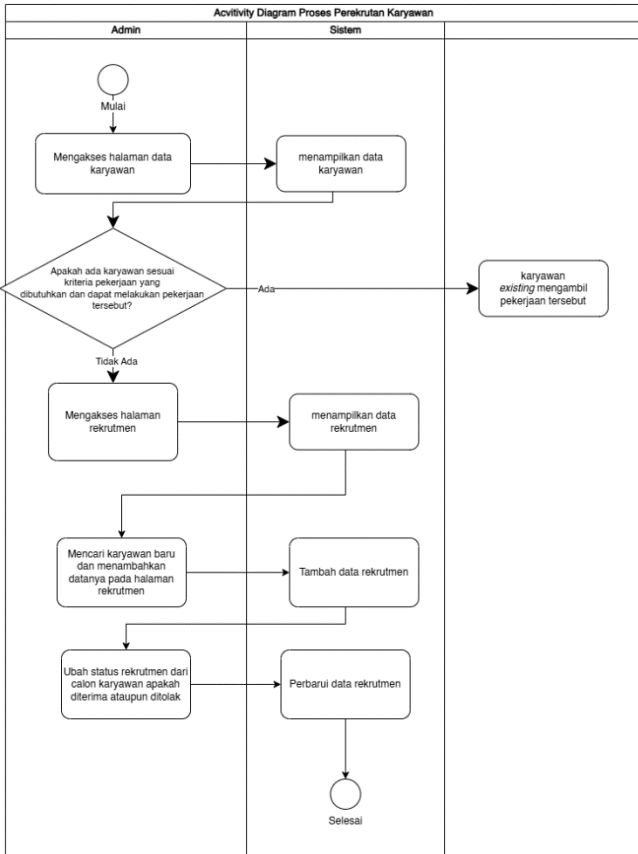 Acvitivity Diagram Proses Perekrutan Karyawan
Admin
Sistem
Mulai
Mengakses halaman data
karyawan
menampilkan data
karyawan
Apakah ada karyawan sesuai
kriteria pekerjaan yang
dibutuhkan dan dapat melakukan pekerjaan
tersebut?
Ada
karyawan
existing mengambil
pekerjaan tersebut
Tidak Ada
Mengakses halaman
rekrutmen
menampilkan data
rekrutmen
Mencari karyawan baru
dan menambahkan
datanya pada halaman
rekrutmen
Tambah data rekrutmen
Ubah status rekrutmen dari
calon karyawan apakah
diterima ataupun ditolak
Perbarui data rekrutmen
Selesai